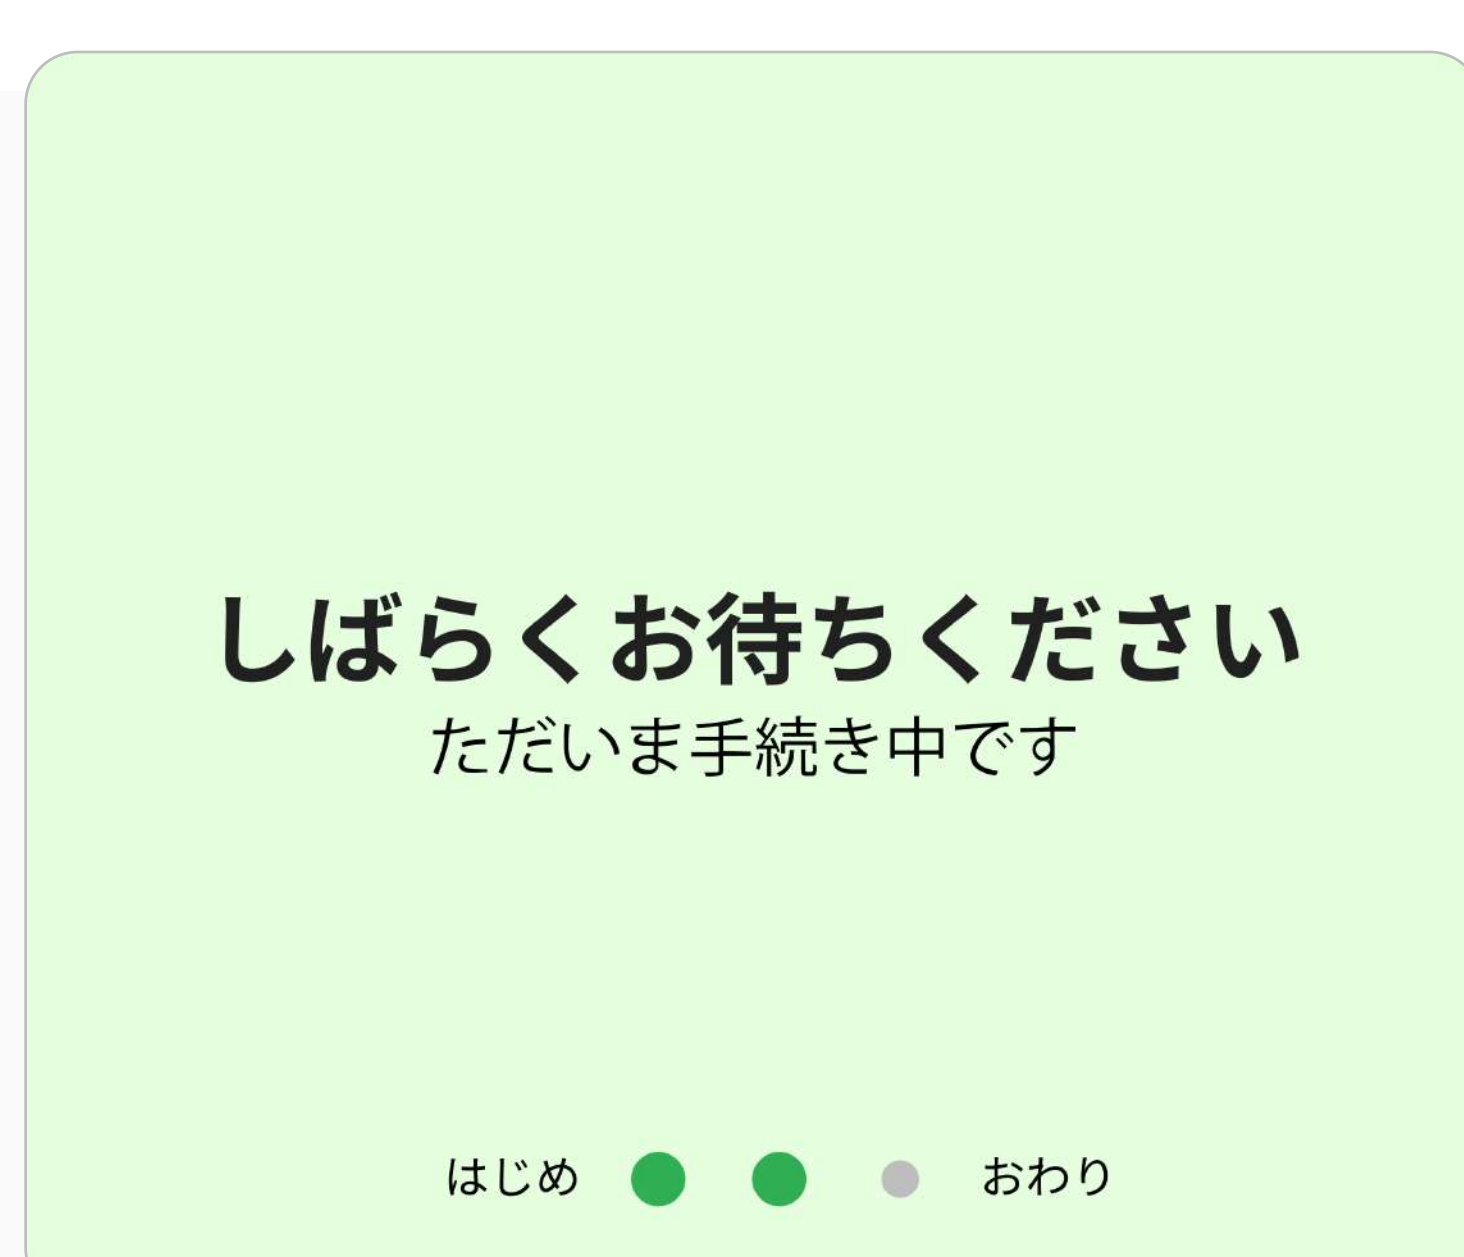 しばらくお待ちください
ただいま手続き中です
はじめ おわり